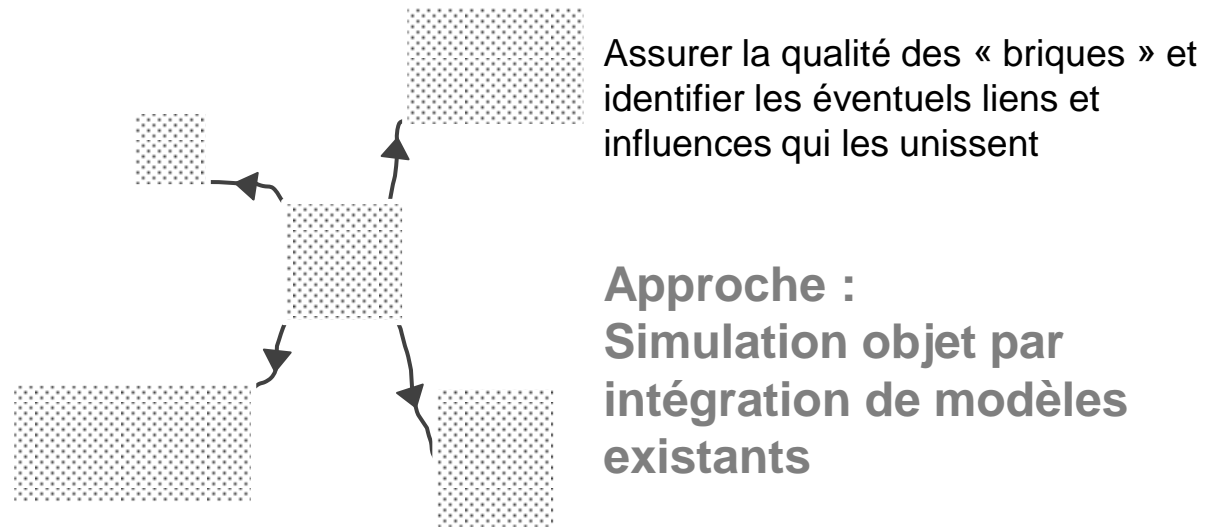 Assurer la qualité des « briques » et
identifier les éventuels liens et
influences qui les unissent
Approche :
Simulation objet par
intégration de modèles
existants